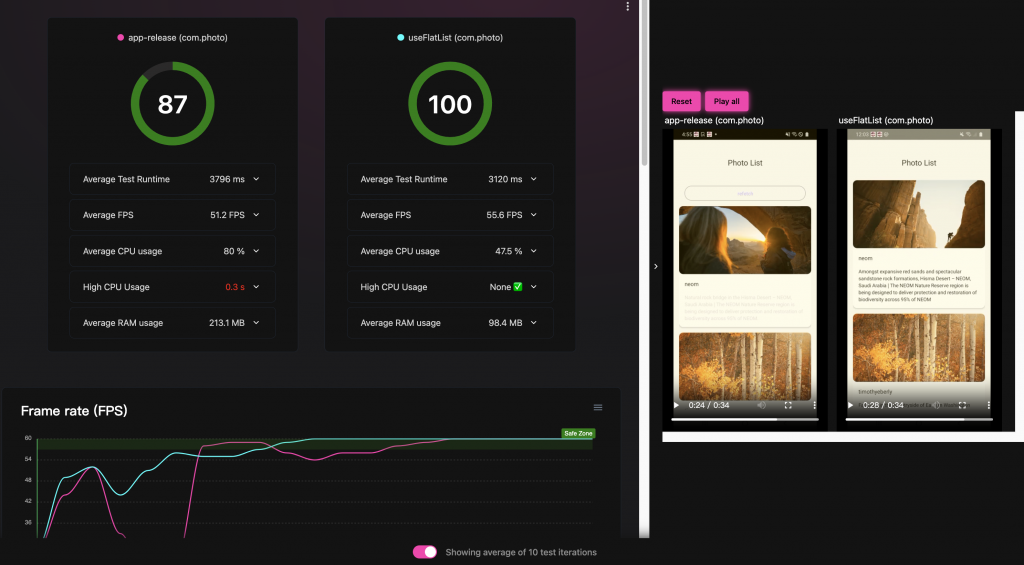 app-release (com.photo)
87
Average Test Runtime 3796 ms
Average FPS 51.2 FPS
Average CPU usage 80 %
High CPU Usage 0.3 s
Average RAM usage 213.1 MB
useFlatList (com.photo)
100
Average Test Runtime 3120 ms
Average FPS 55.6 FPS
Average CPU usage 47.5 %
High CPU Usage None ✅
Average RAM usage 98.4 MB
Frame rate (FPS)
Safe Zone
60
54
48
42
36
Showing average of 10 test iterations
Reset Play all
app-release (com.photo)
4:55
Photo List
neom
0:24 / 0:34
useFlatList (com.photo)
12:03
Photo List
neom
Amongst expansive red sands and spectacular
sandstone rock formations, Hisma Desert – NEOM,
Saudi Arabia | The NEOM Nature Reserve region is
being designed to deliver protection and restoration of
biodiversity across 95% of NEOM
timothyeberly
0:28 / 0:34